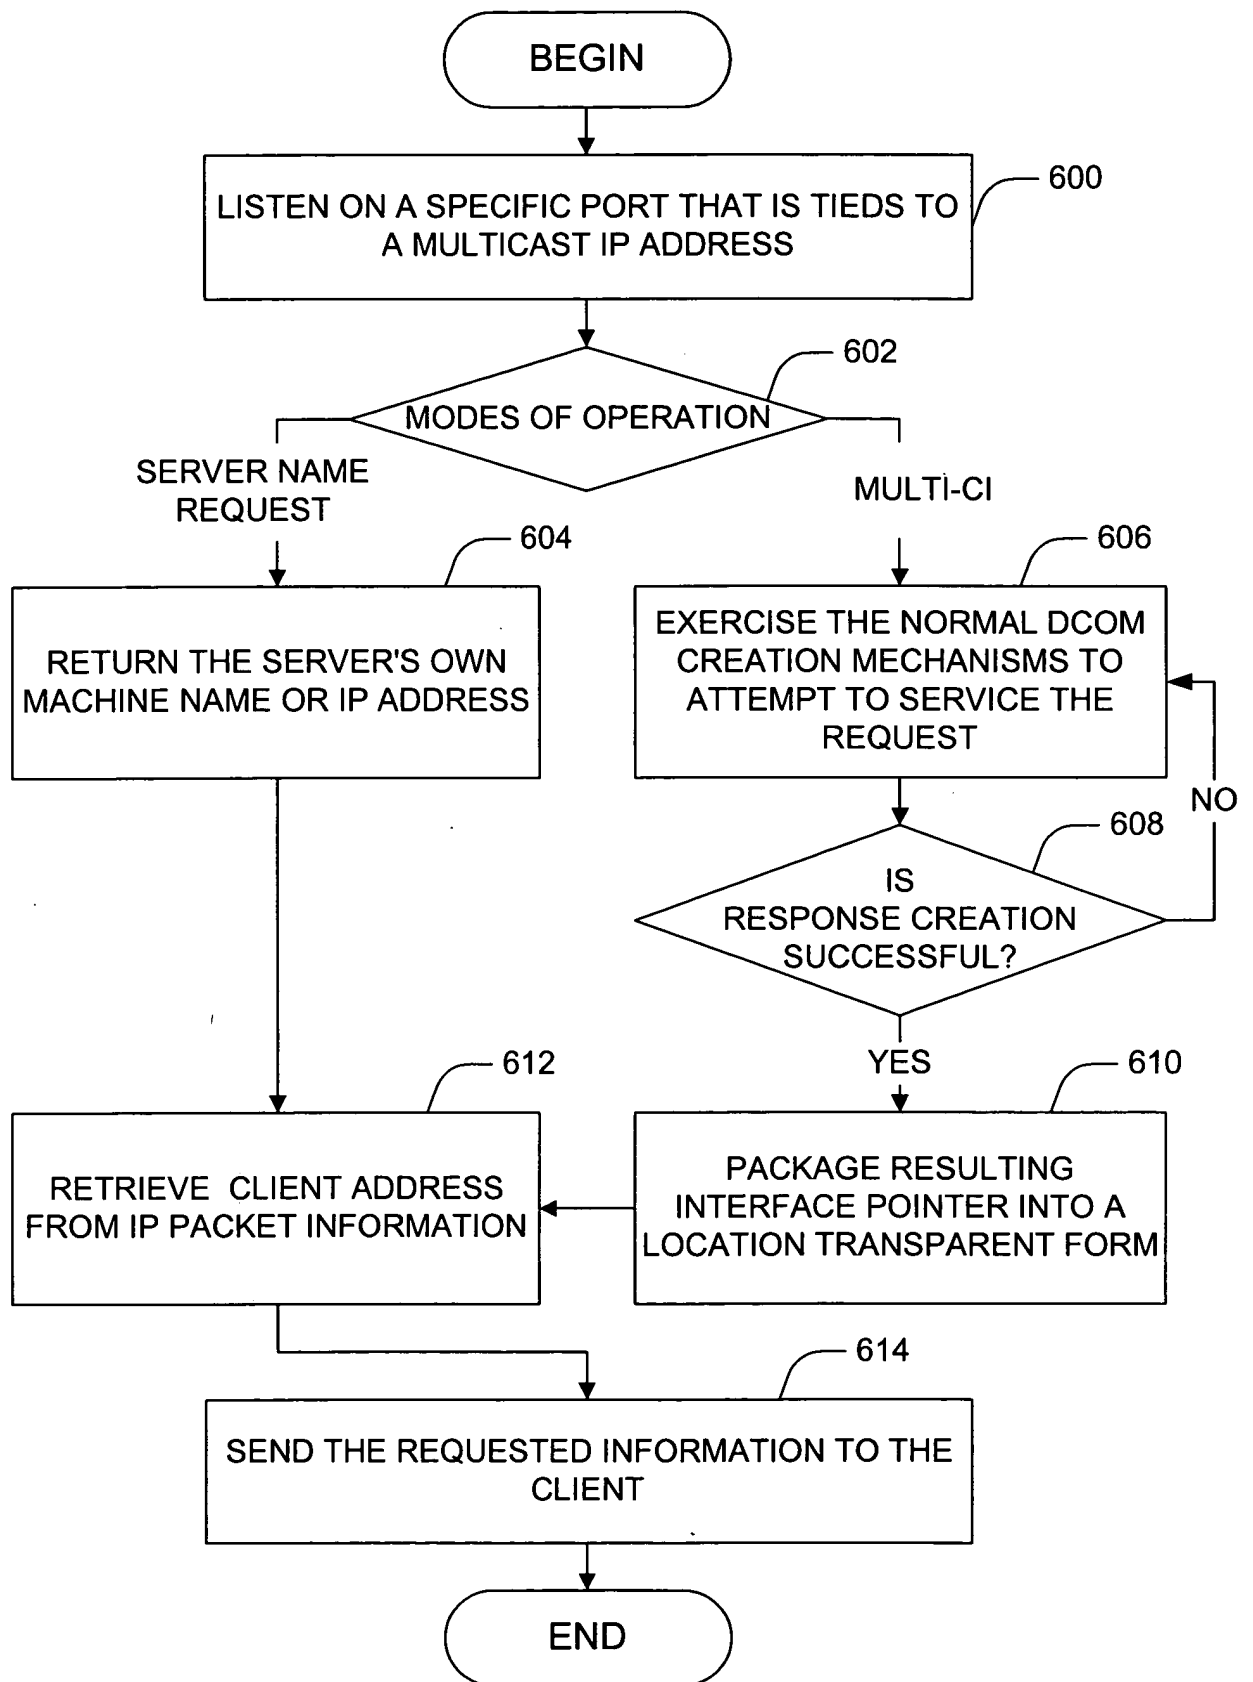 BEGIN
600
LISTEN ON A SPECIFIC PORT THAT IS TIEDS TO
A MULTICAST IP ADDRESS
602
MODES OF OPERATION
SERVER NAME
REQUEST
MULTI-CI
604
606
RETURN THE SERVER'S OWN
MACHINE NAME OR IP ADDRESS
EXERCISE THE NORMAL DCOM
CREATION MECHANISMS TO
ATTEMPT TO SERVICE THE
REQUEST
NO
608
IS
RESPONSE CREATION
SUCCESSFUL?
YES
612
610
RETRIEVE CLIENT ADDRESS
FROM IP PACKET INFORMATION
PACKAGE RESULTING
INTERFACE POINTER INTO A
LOCATION TRANSPARENT FORM
614
SEND THE REQUESTED INFORMATION TO THE
CLIENT
END